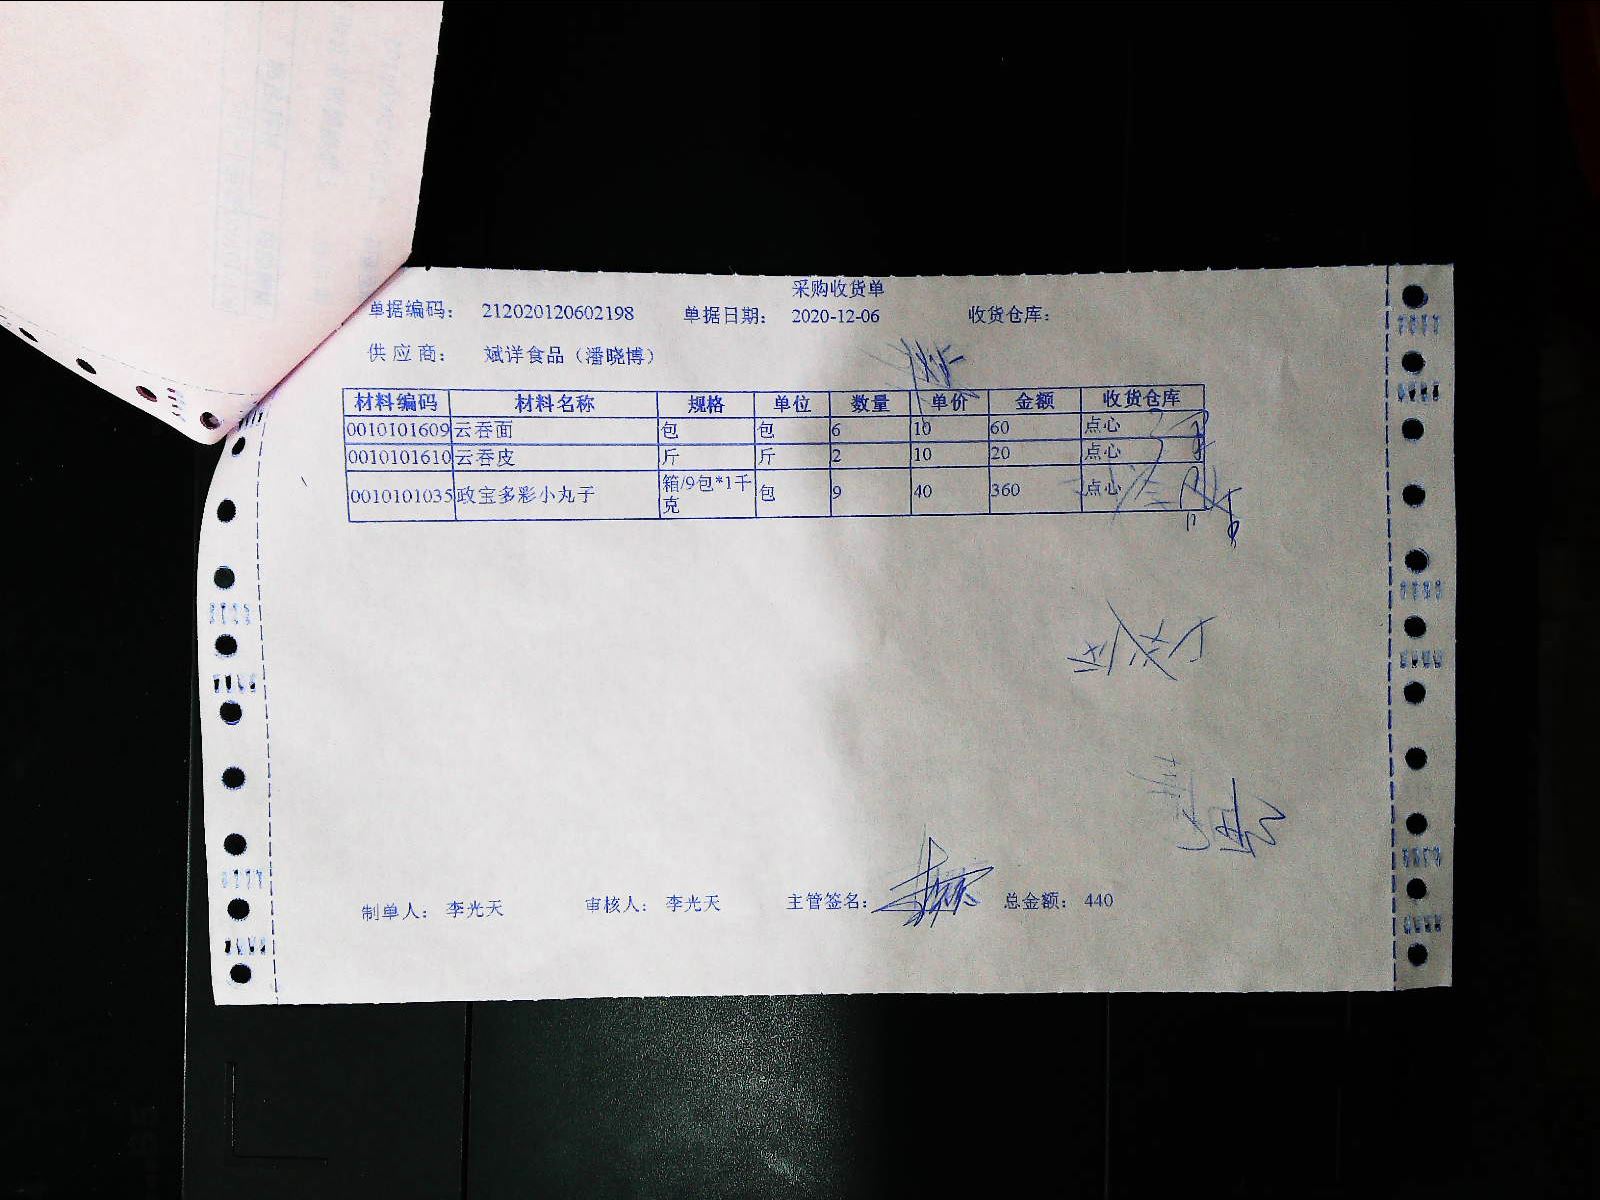 采购收货单
单据编码： 212020120602198 单据日期： 2020-12-06 收货仓库：
供应商： 斌洋食品（潘晓博）
材料编码 材料名称 规格 单位 数量 单价 金额 收货仓库
0010101609 云吞面 包 包 6 10 60 点心
0010101610 云吞皮 斤 斤 2 10 20 点心
0010101035 政宝多彩小丸子 箱/9包*1千克 包 9 40 360 点心
制单人： 李光天 审核人： 李光天 主管签名： 总金额： 440